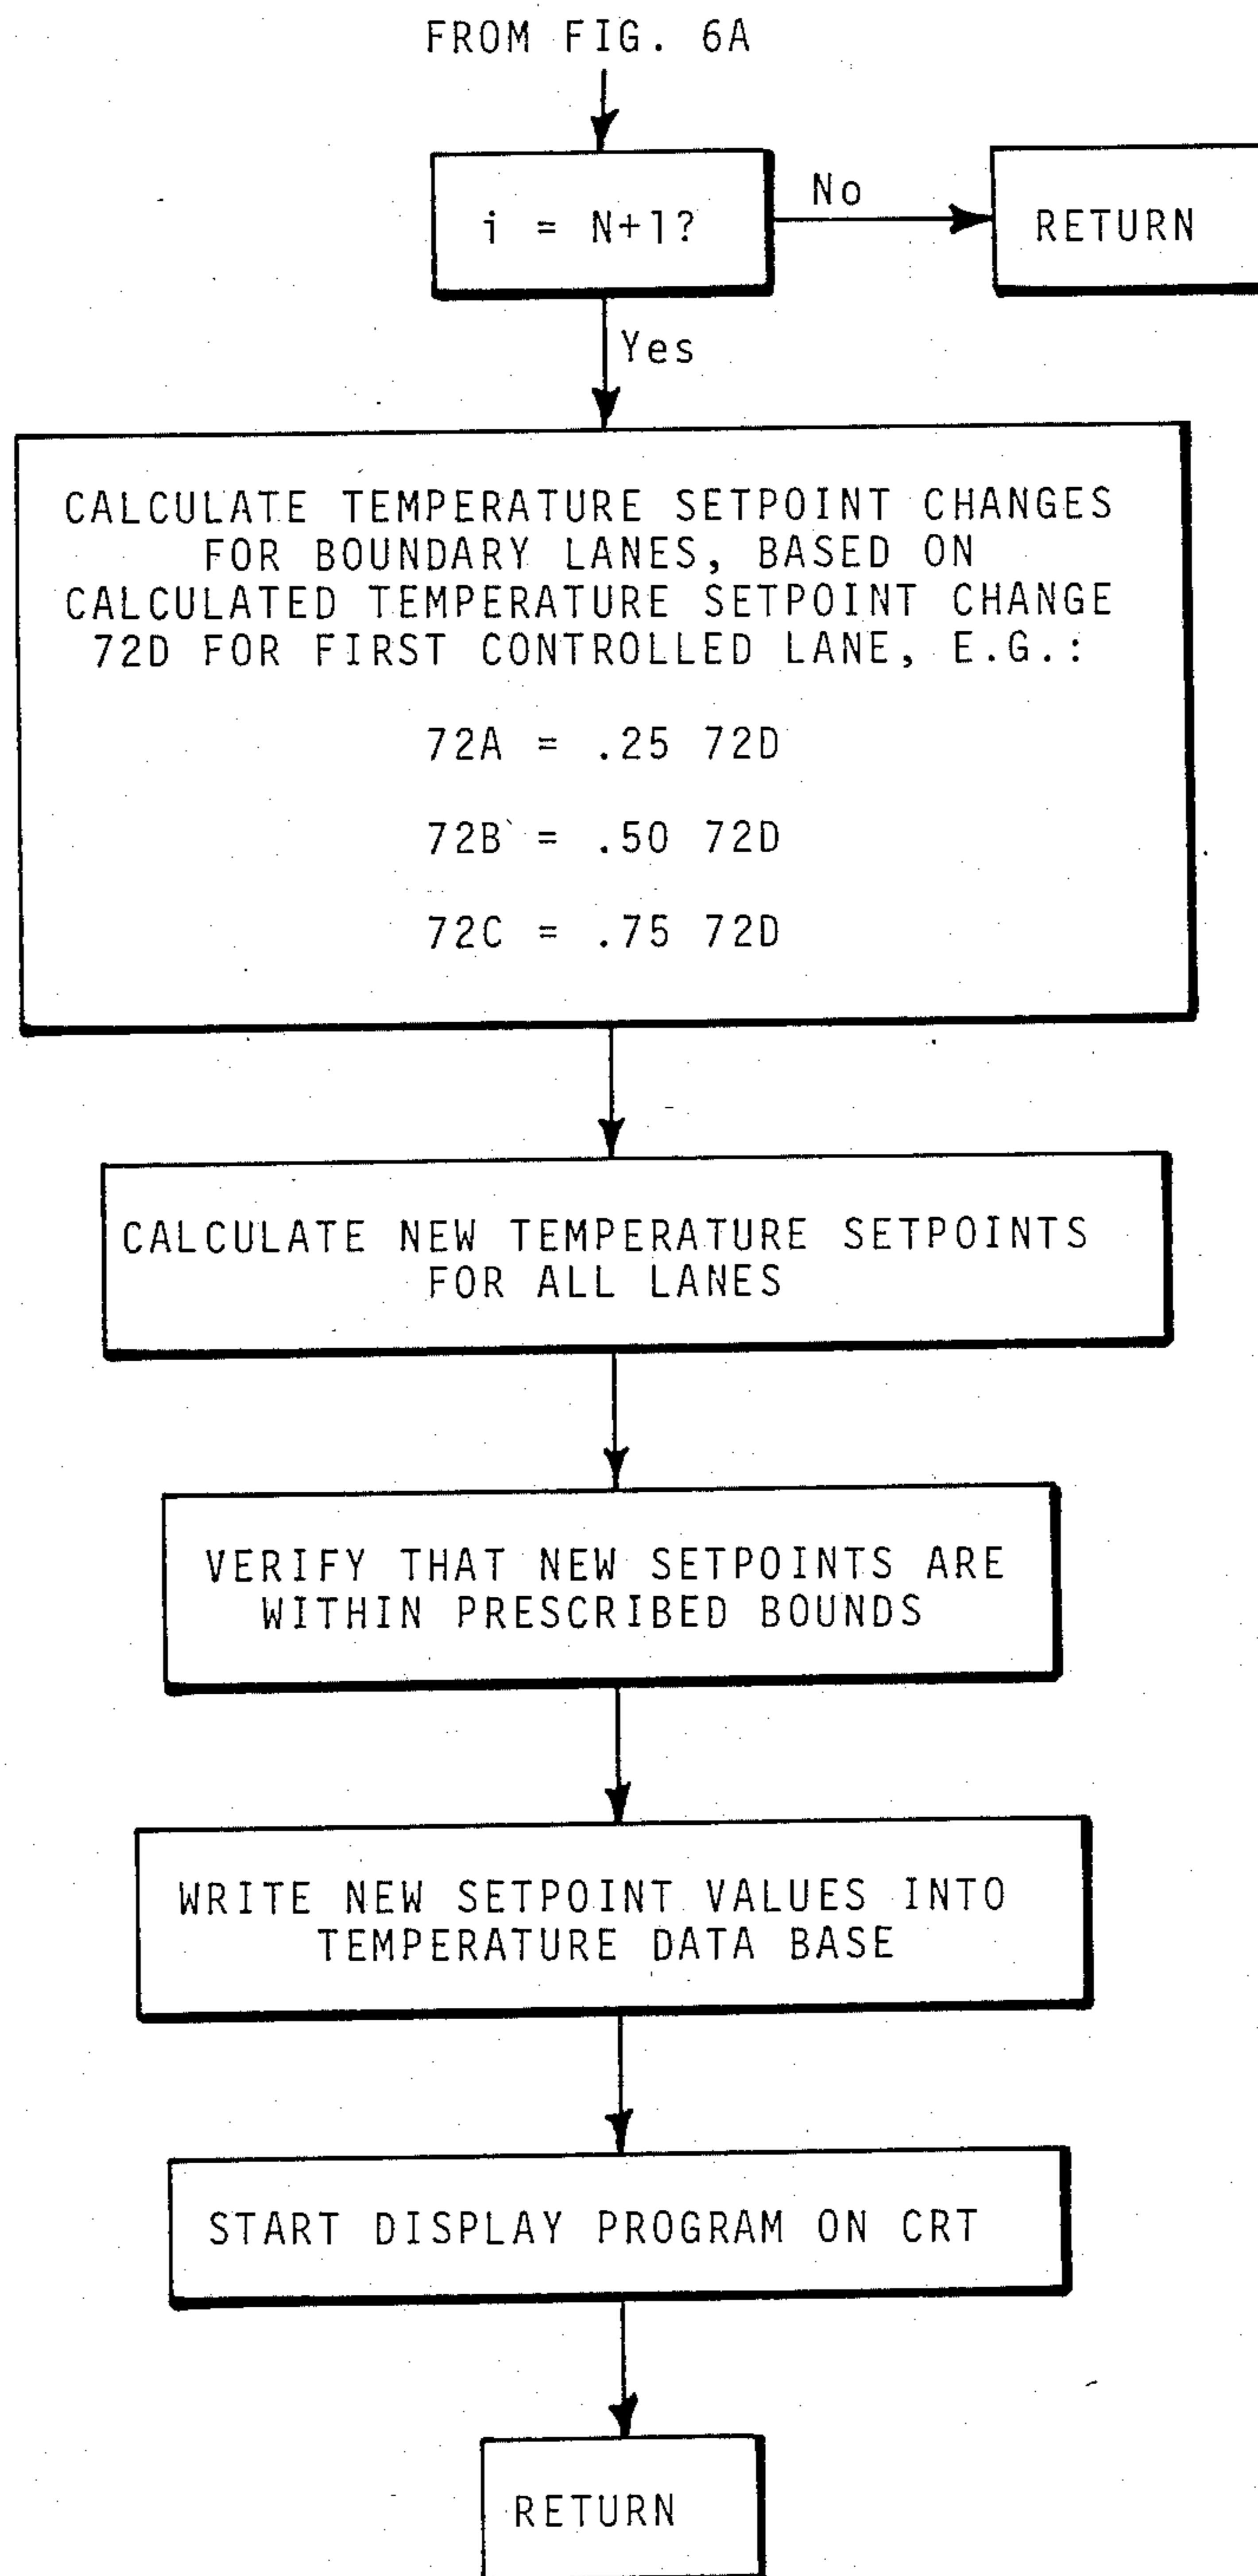 FROM FIG. 6A
i = N+1?
No
RETURN
Yes
CALCULATE TEMPERATURE SETPOINT CHANGES
FOR BOUNDARY LANES, BASED ON
CALCULATED TEMPERATURE SETPOINT CHANGE
72D FOR FIRST CONTROLLED LANE, E.G.:
72A = .25 72D
72B = .50 72D
72C = .75 72D
CALCULATE NEW TEMPERATURE SETPOINTS
FOR ALL LANES
VERIFY THAT NEW SETPOINTS ARE
WITHIN PRESCRIBED BOUNDS
WRITE NEW SETPOINT VALUES INTO
TEMPERATURE DATA BASE
START DISPLAY PROGRAM ON CRT
RETURN